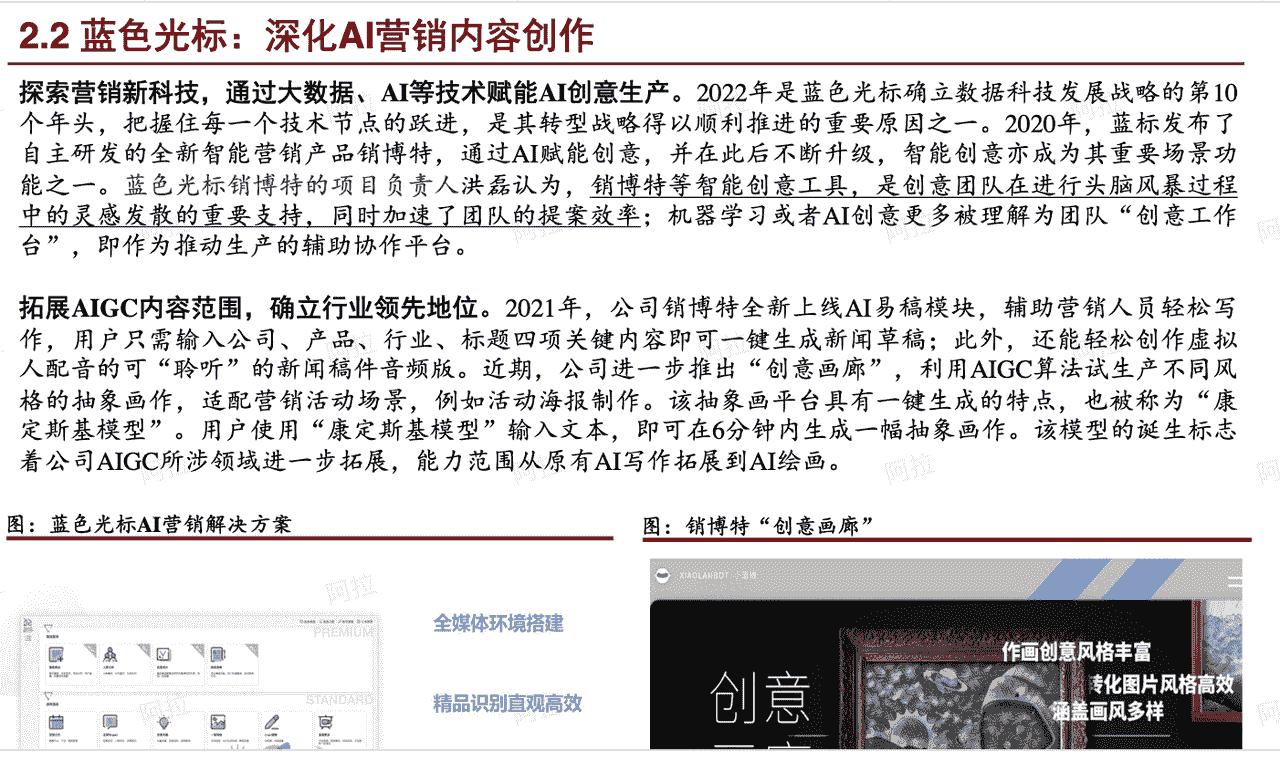 2.2 蓝色光标：深化AI营销内容创作
探索营销新科技，通过大数据、AI等技术赋能AI创意生产。2022年是蓝色光标确立数据科技发展战略的第10
个年头，把握住每一个技术节点的跃进，是其转型战略得以顺利推进的重要原因之一。2020年，蓝标发布了
自主研发的全新智能营销产品销博特，通过AI赋能创意，并在此后不断升级，智能创意亦成为其重要场景功
能之一。蓝色光标销博特的项目负责人洪磊认为，销博特等智能创意工具，是创意团队在进行头脑风暴过程
中的灵感发散的重要支持，同时加速了团队的提案效率；机器学习或者AI创意更多被理解为团队“创意工作
台”，即作为推动生产的辅助协作平台。
拓展AIGC内容范围，确立行业领先地位。2021年，公司销博特全新上线AI易稿模块，辅助营销人员轻松写
作，用户只需输入公司、产品、行业、标题四项关键内容即可一键生成新闻草稿；此外，还能轻松创作虚拟
人配音的可“聆听”的新闻稿件音频版。近期，公司进一步推出“创意画廊”，利用AIGC算法试生产不同风
格的抽象画作，适配营销活动场景，例如活动海报制作。该抽象画平台具有一键生成的特点，也被称为“康
定斯基模型”。用户使用“康定斯基模型”输入文本，即可在6分钟内生成一幅抽象画作。该模型的诞生标志
着公司AIGC所涉领域进一步拓展，能力范围从原有AI写作拓展到AI绘画。
图：蓝色光标AI营销解决方案
图：销博特“创意画廊”
PREMIUM
STANDARD
全媒体环境搭建
精品识别直观高效
XIAOLANBOT
创意
作画创意风格丰富
转化图片风格高效
涵盖画风多样
阿拉